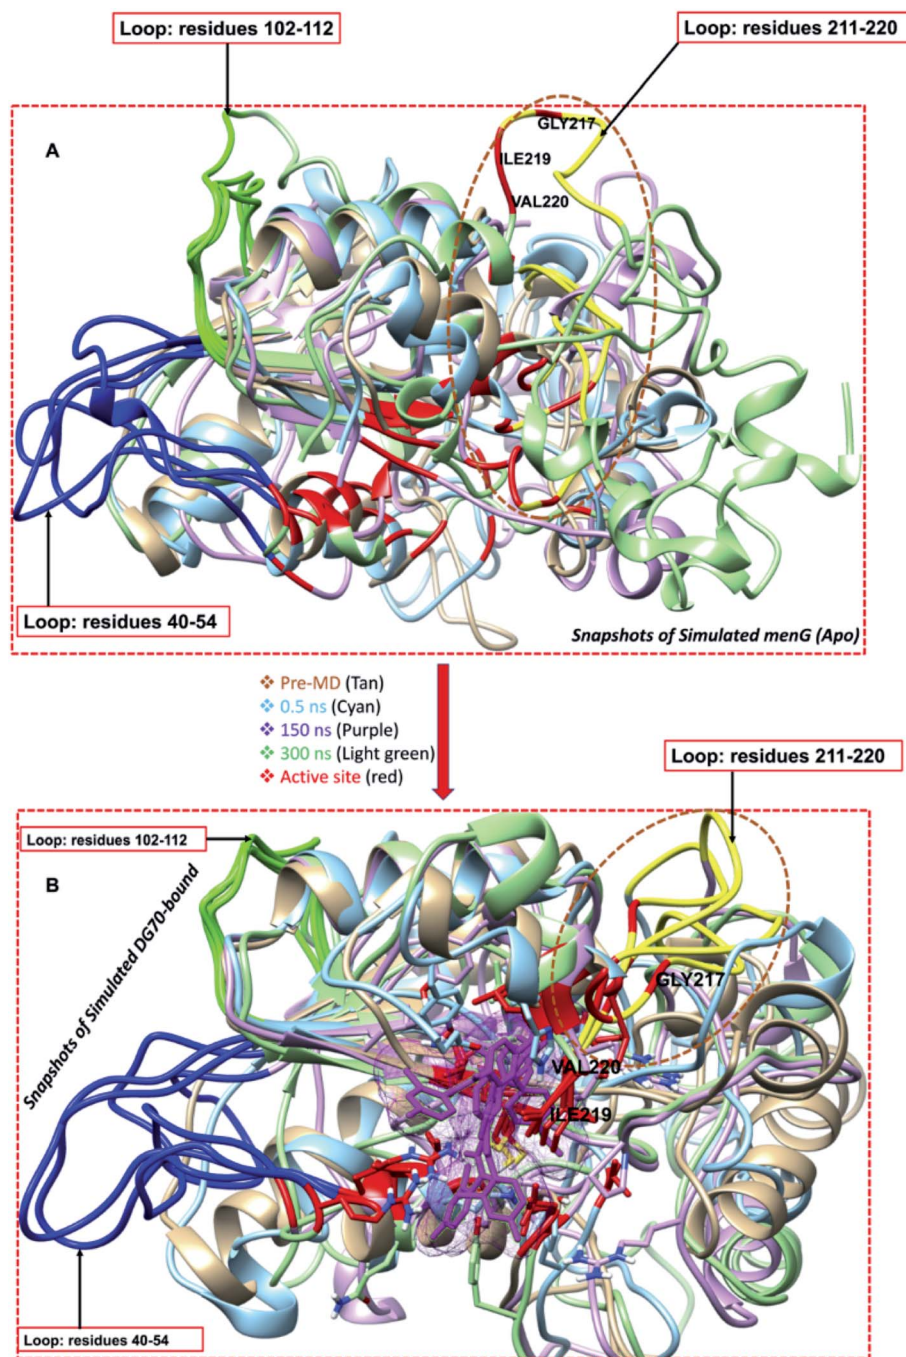 Loop: residues 102-112
Loop: residues 211-220
A
GLY217
ILE219
VAL220
Loop: residues 40-54
Snapshots of Simulated menG (Apo)
❖ Pre-MD (Tan)
❖ 0.5 ns (Cyan)
❖ 150 ns (Purple)
❖ 300 ns (Light green)
❖ Active site (red)
Loop: residues 211-220
Loop: residues 102-112
B
Snapshots of Simulated DG70-bound
GLY217
VAL220
ILE219
Loop: residues 40-54